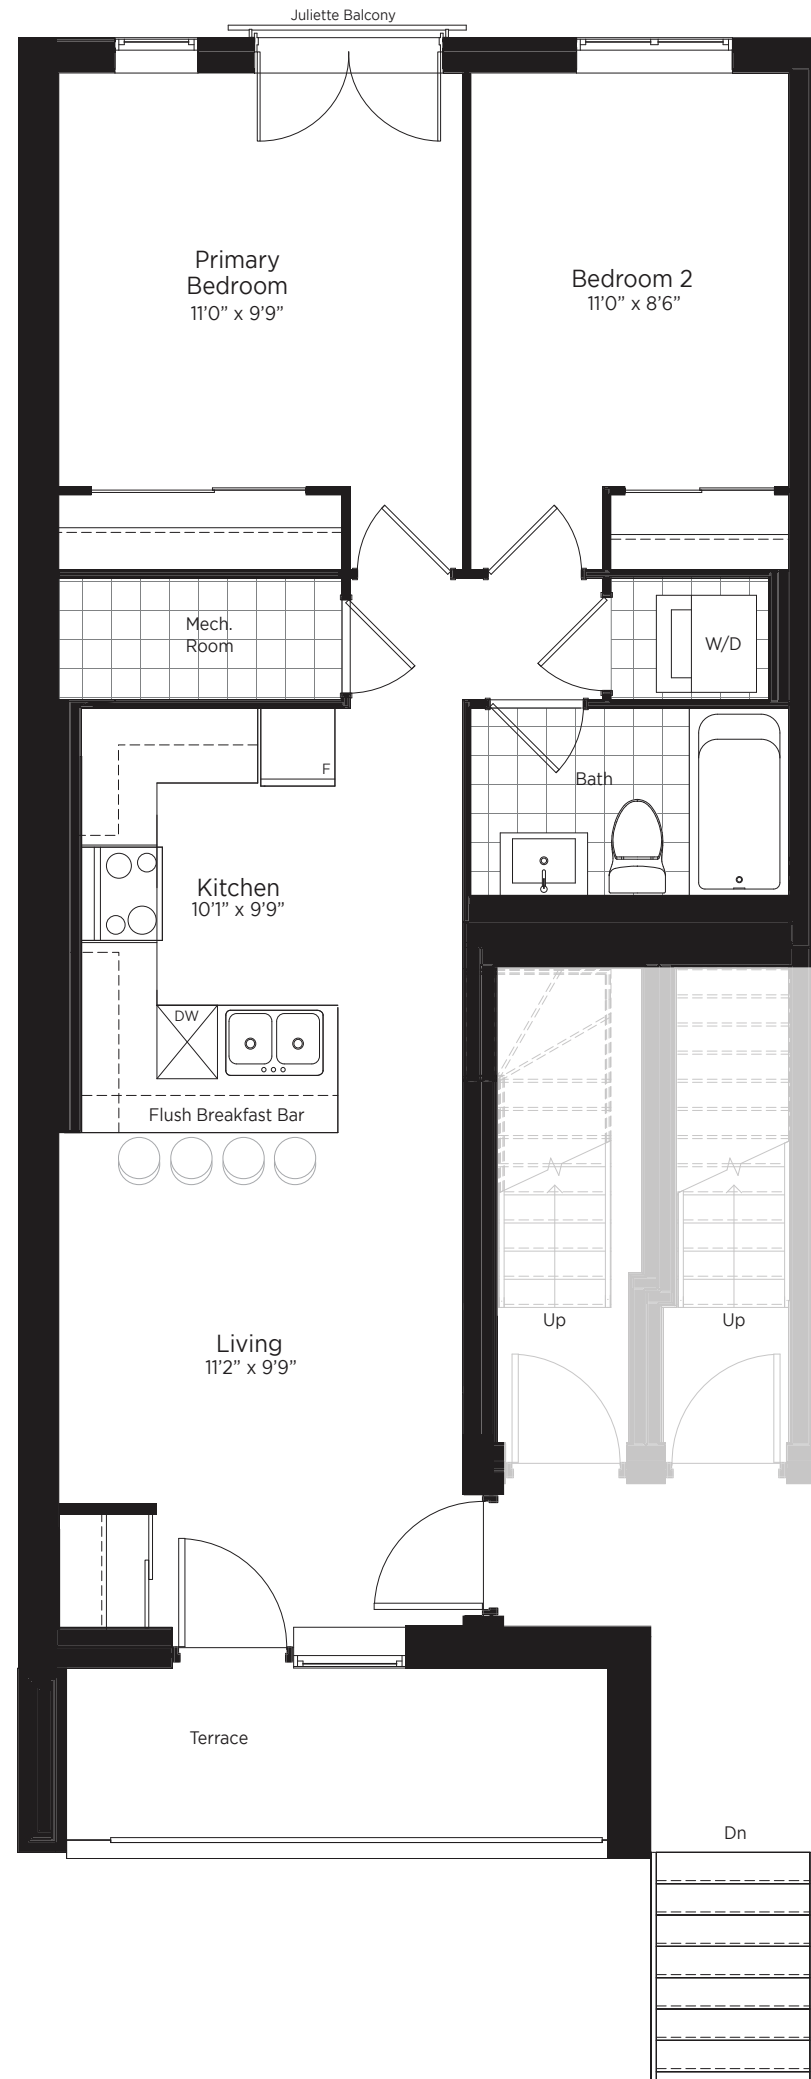 Juliette Balcony
Primary
Bedroom
11’0” x 9’9”
Bedroom 2
11’0” x 8’6”
Mech.
Room
W/D
F
Bath
Kitchen
10’1” x 9’9”
DW
Flush Breakfast Bar
Living
11’2” x 9’9”
Up
Up
Terrace
Dn